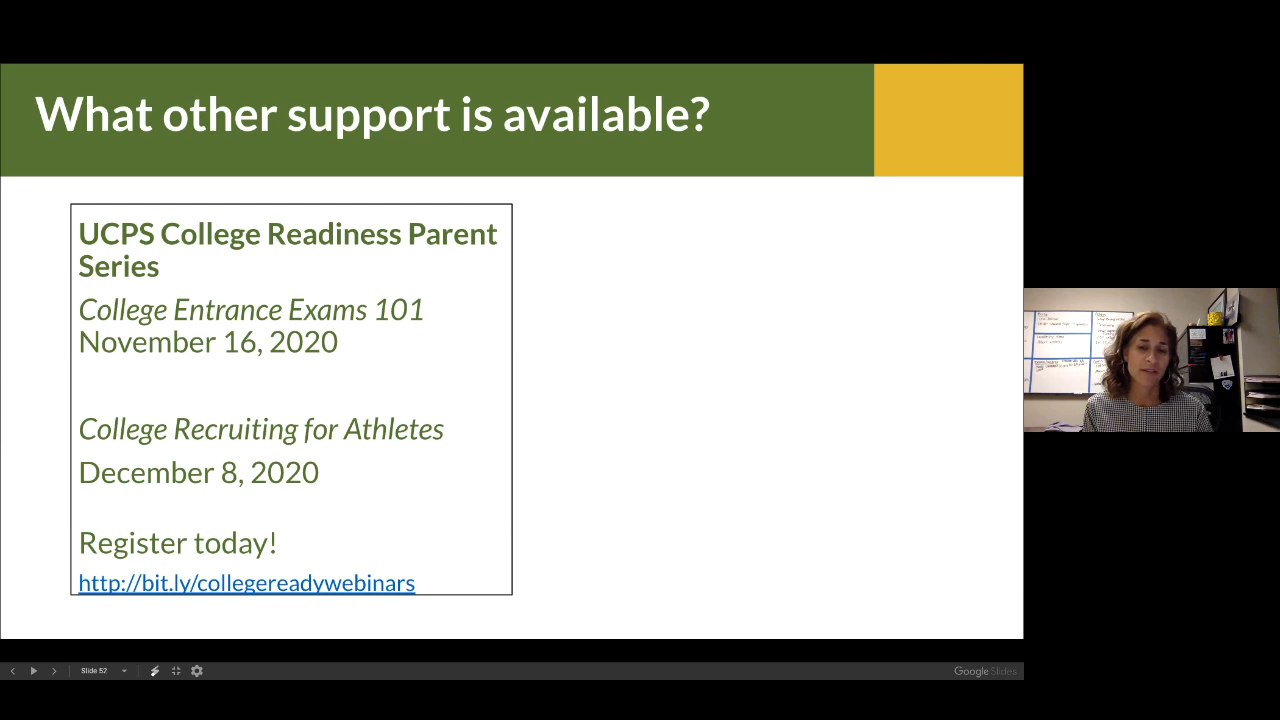 What other support is available?
UCPS College Readiness Parent
Series
College Entrance Exams 101
November 16, 2020
College Recruiting for Athletes
December 8, 2020
Register today!
http://bit.ly/collegereadywebinars
Slide 52
Google Slides